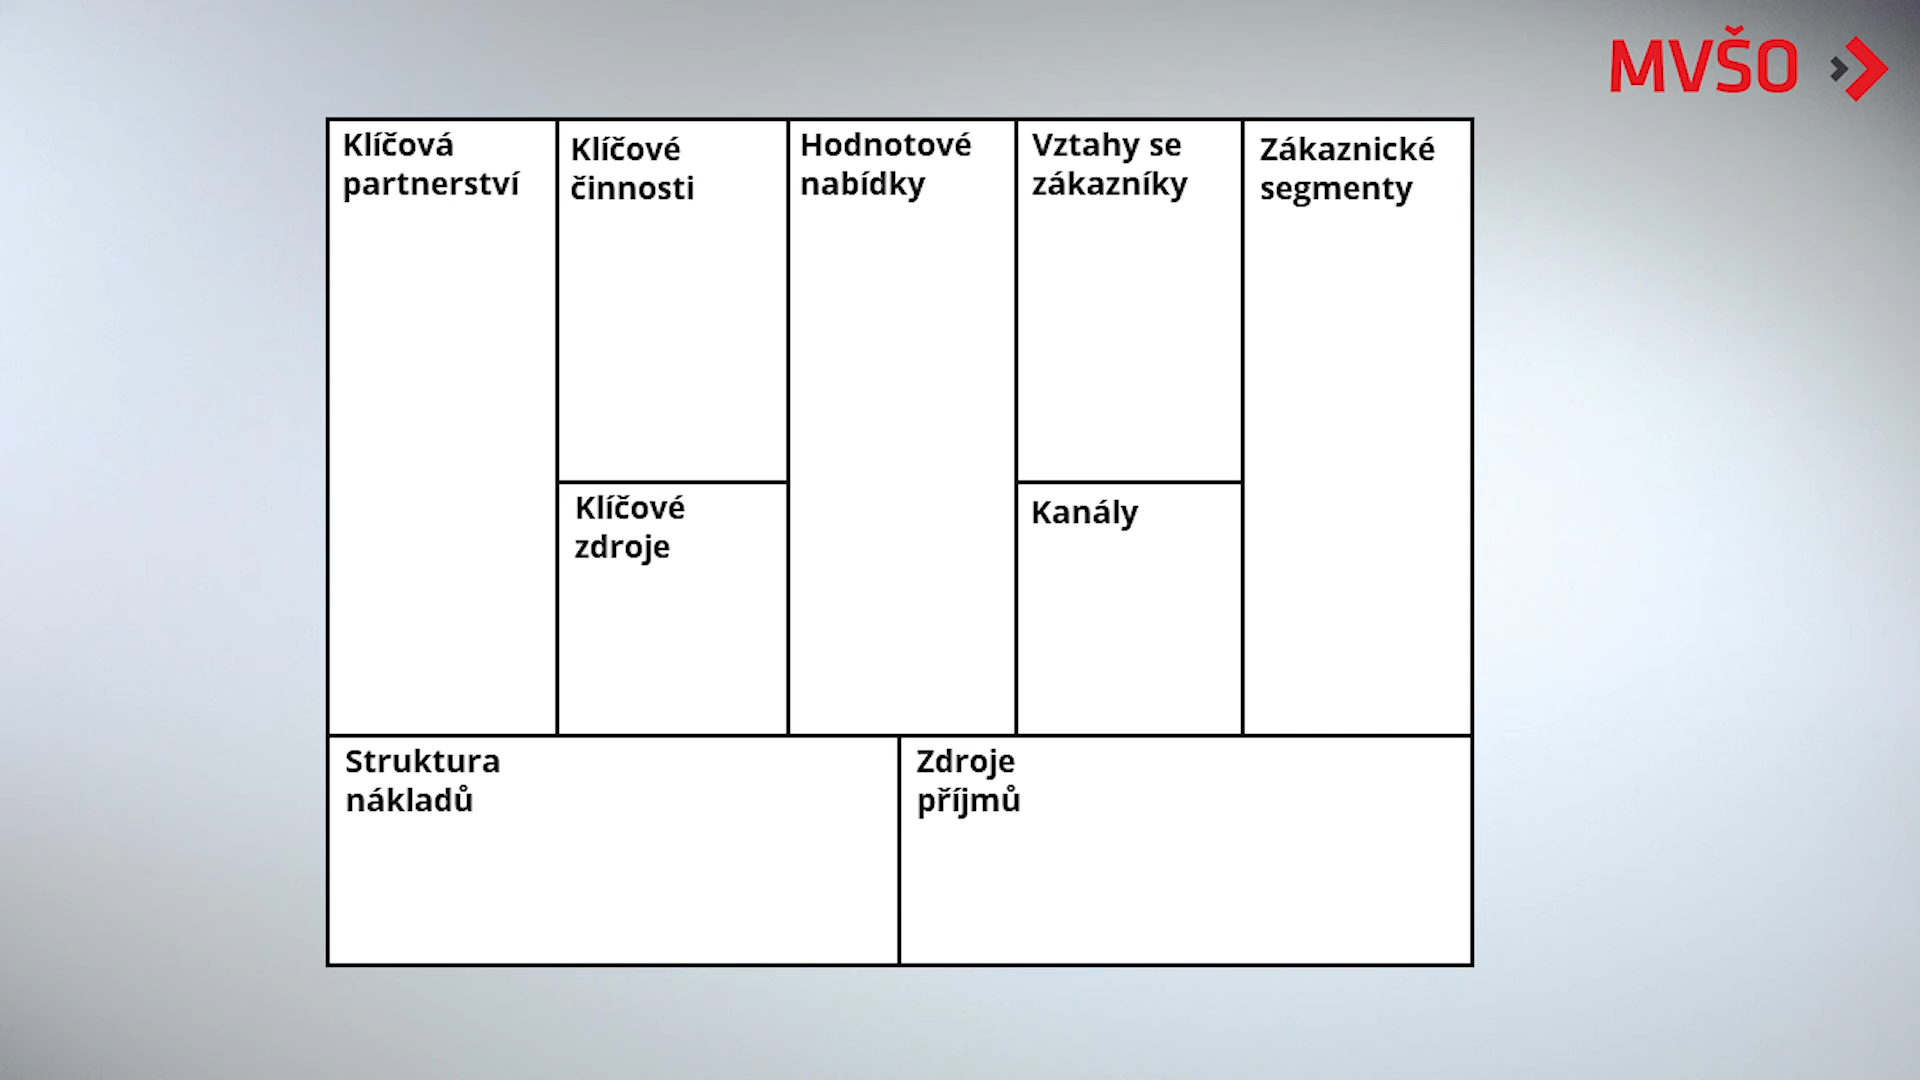 MVŠO
Klíčová
partnerství
Klíčové
činnosti
Klíčové
zdroje
Hodnotové
nabídky
Vztahy se
zákazníky
Kanály
Zákaznické
segmenty
Struktura
nákladů
Zdroje
příjmů